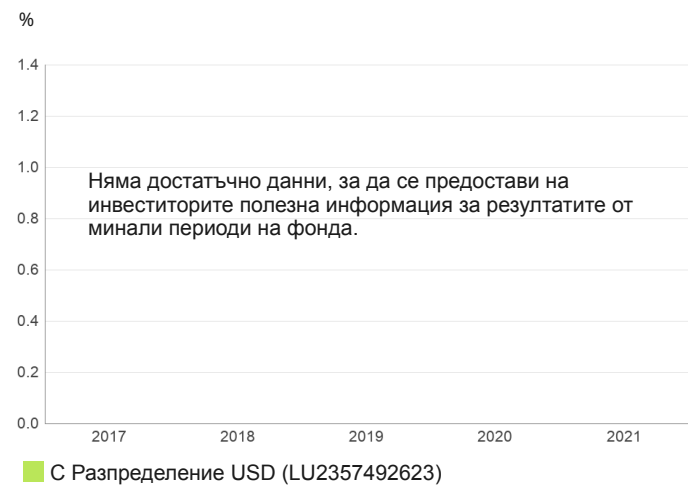 %
1.4
1.2
1.0
Няма достатъчно данни, за да се предостави на
инвеститорите полезна информация за резултатите от
0.8
минали периоди на фонда.
0.6
0.4
0.2
0.0
2017 2018 2019 2020 2021
С Разпределение USD (LU2357492623)